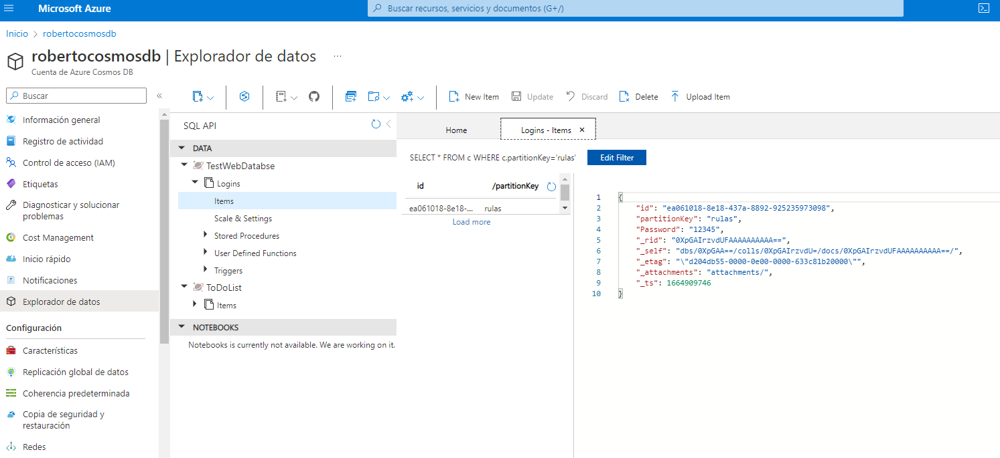 Microsoft Azure
Buscar recursos, servicios y documentos (G+/)
Inicio > robertocosmosdb
robertocosmosdb | Explorador de datos ...
Cuenta de Azure Cosmos DB
Buscar
«
Información general
Registro de actividad
Control de acceso (IAM)
Etiquetas
Diagnosticar y solucionar
problemas
Cost Management
Inicio rápido
Notificaciones
Explorador de datos
Configuración
Características
Replicación global de datos
Coherencia predeterminada
Copia de seguridad y
restauración
Redes
New Item
Update
Discard
Delete
Upload Item
SQL API
DATA
TestWebDatabse
Logins
Items
Scale & Settings
Stored Procedures
User Defined Functions
Triggers
ToDoList
Items
NOTEBOOKS
Notebooks is currently not available. We are working on it.
Home
Logins - Items ×
SELECT * FROM c WHERE c.partitionKey='rulas'
Edit Filter
id /partitionKey
ea061018-8e18-... rulas
Load more
1 {
2 "id": "ea061018-8e18-437a-8892-925235973098",
3 "partitionKey": "rulas",
4 "Password": "12345",
5 "_rid": "0XpGAIrzvdUFAAAAAAAAAA==",
6 "_self": "dbs/0XpGAA==/colls/0XpGAIrzvdU=/docs/0XpGAIrzvdUFAAAAAAAAAA==/",
7 "_etag": "\"d204db55-0000-0e00-0000-633c81b20000\"",
8 "_attachments": "attachments/",
9 "_ts": 1664909746
10 }